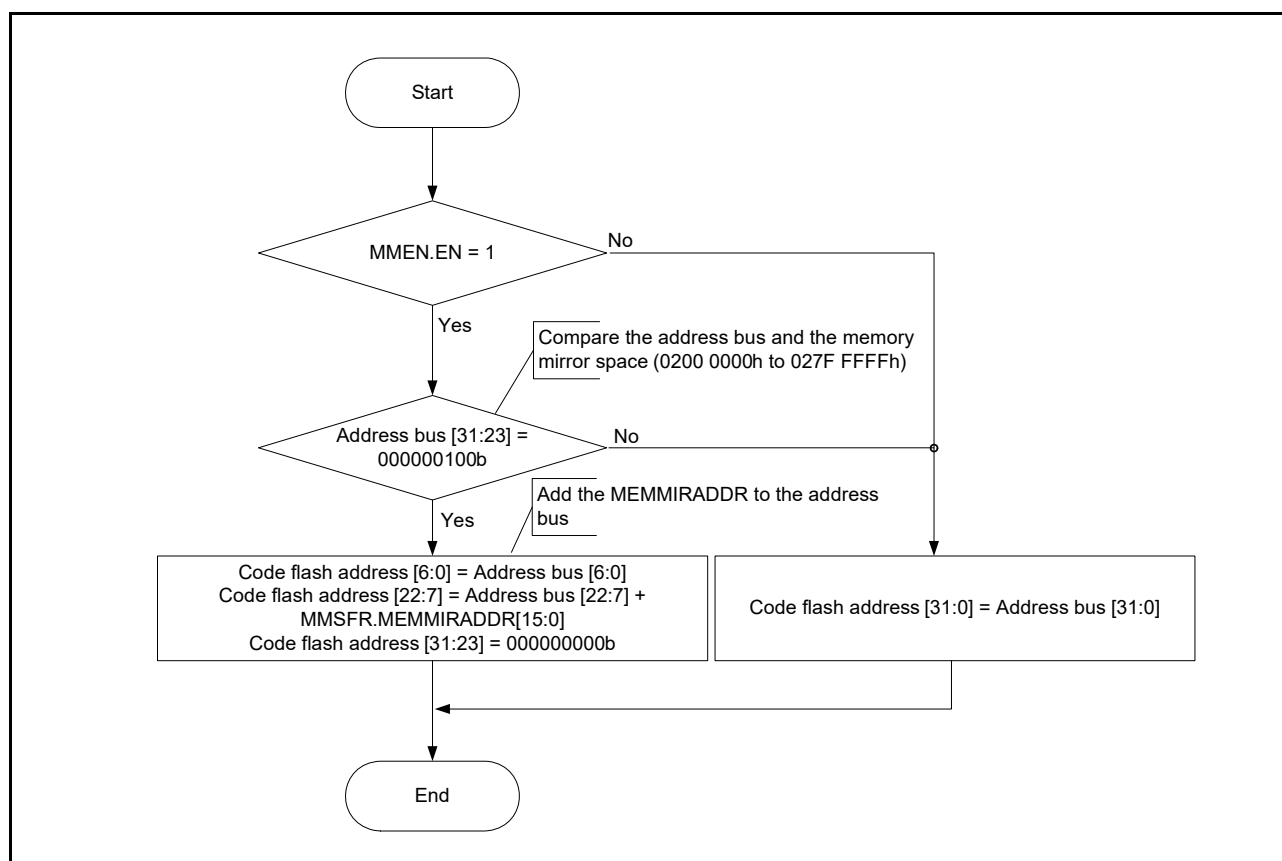 Start
MMEN.EN = 1
No
Yes
Compare the address bus and the memory
mirror space (0200 0000h to 027F FFFFh)
Address bus [31:23] =
000000100b
No
Yes
Add the MEMMIRADDR to the address
bus
Code flash address [6:0] = Address bus [6:0]
Code flash address [22:7] = Address bus [22:7] +
MMSFR.MEMMIRADDR[15:0]
Code flash address [31:23] = 000000000b
Code flash address [31:0] = Address bus [31:0]
End